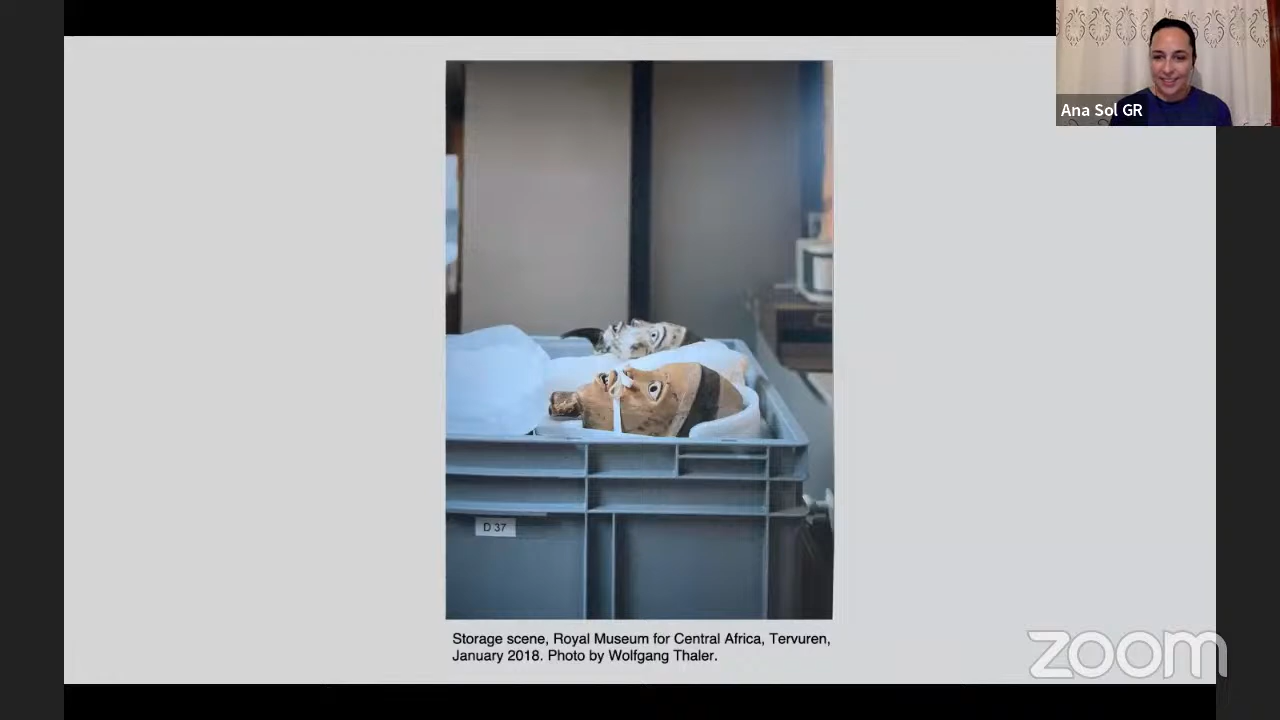 Ana Sol GR
D 37
Storage scene, Royal Museum for Central Africa, Tervuren,
January 2018. Photo by Wolfgang Thaler.
zoom